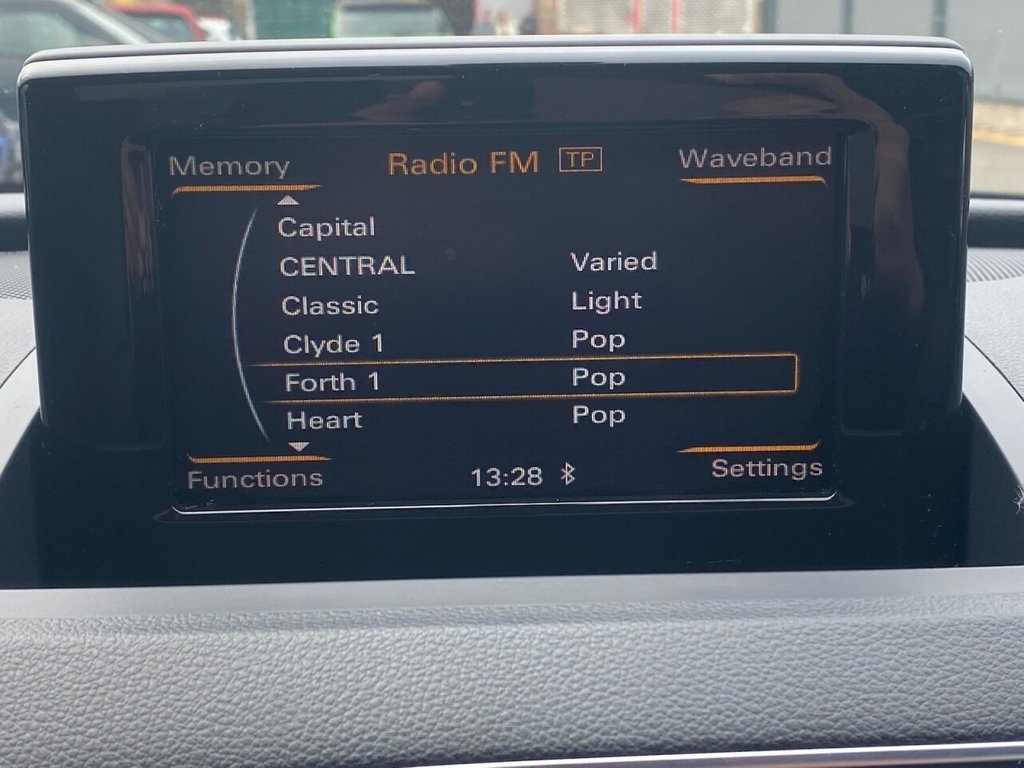 Memory Radio FM TP Waveband
Capital
CENTRAL Varied
Classic Light
Clyde 1 Pop
Forth 1 Pop
Heart Pop
Functions 13:28 Settings